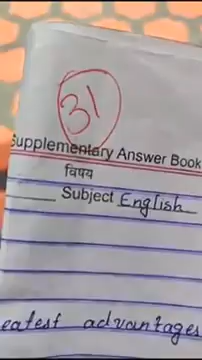 31
Supplementary Answer Book
विषय
Subject English
eatest advantages